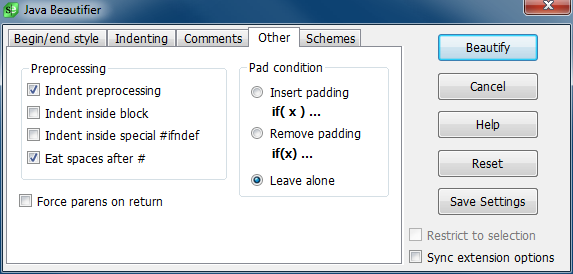 Java Beautifier
Begin/end style Indenting Comments Other Schemes
Preprocessing
Indent preprocessing
Indent inside block
Indent inside special #ifndef
Eat spaces after #
Force parens on return
Pad condition
Insert padding
if( x ) ...
Remove padding
if(x) ...
Leave alone
Beautify
Cancel
Help
Reset
Save Settings
Restrict to selection
Sync extension options